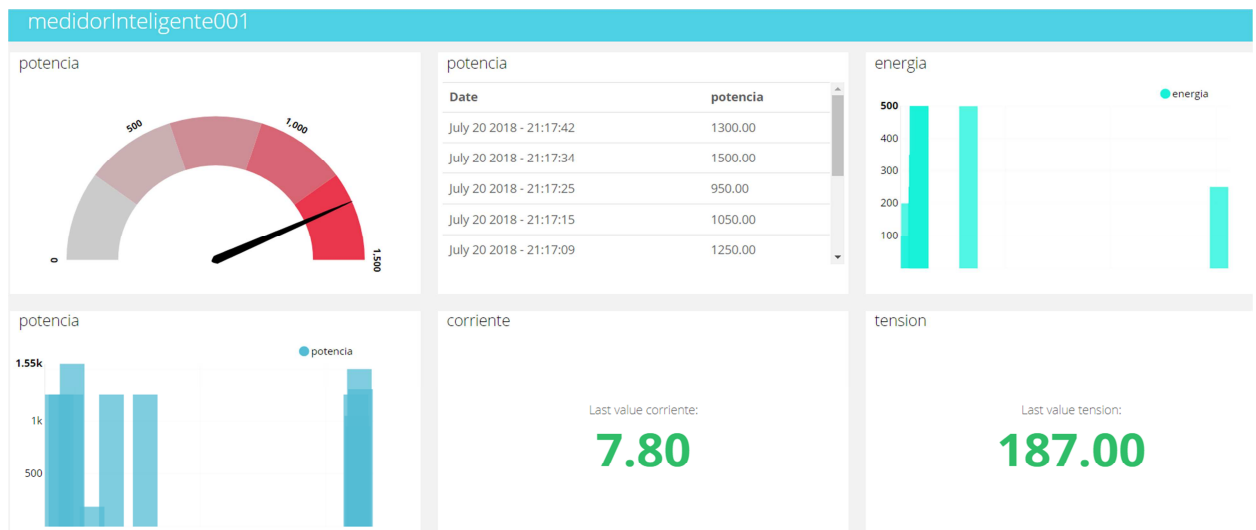 medidorInteligente001
potencia
0
500
1,000
1,500
potencia
Date potencia
July 20 2018 - 21:17:42 1300.00
July 20 2018 - 21:17:34 1500.00
July 20 2018 - 21:17:25 950.00
July 20 2018 - 21:17:15 1050.00
July 20 2018 - 21:17:09 1250.00
energia
energia
500
400
300
200
100
potencia
potencia
1.55k
1k
500
corriente
Last value corriente:
7.80
tension
Last value tension:
187.00